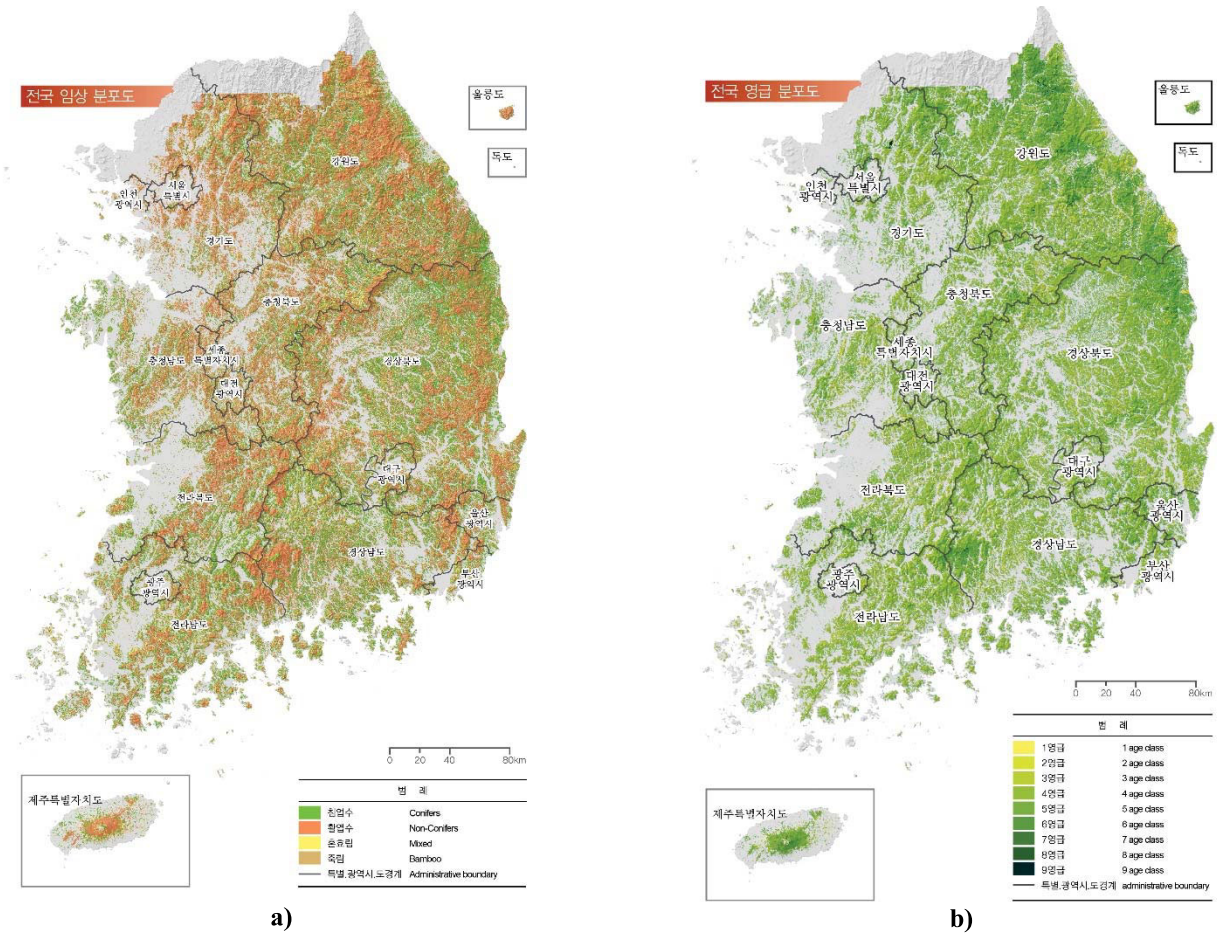 전국 임상 분포도
울릉도
독도
강원도
인천
광역시
서울
특별시
경기도
충청북도
세종
특별자치시
충청남도
대전
광역시
경상북도
대구
광역시
전라북도
울산
광역시
경상남도
부산
광역시
광주
광역시
전라남도
0 20 40 80km
제주특별자치도
범 례
침엽수 Conifers
활엽수 Non-Conifers
혼효림 Mixed
죽림 Bamboo
특별,광역시,도경계 Administrative boundary
a)
전국 영급 분포도
울릉도
독도
강원도
인천
광역시
서울
특별시
경기도
충청북도
충청남도
세종
특별자치시
대전
광역시
경상북도
대구
광역시
전라북도
울산
광역시
경상남도
부산
광역시
광주
광역시
전라남도
0 20 40 80km
제주특별자치도
범 례
1영급 1 age class
2영급 2 age class
3영급 3 age class
4영급 4 age class
5영급 5 age class
6영급 6 age class
7영급 7 age class
8영급 8 age class
9영급 9 age class
특별,광역시,도경계 administrative boundary
b)